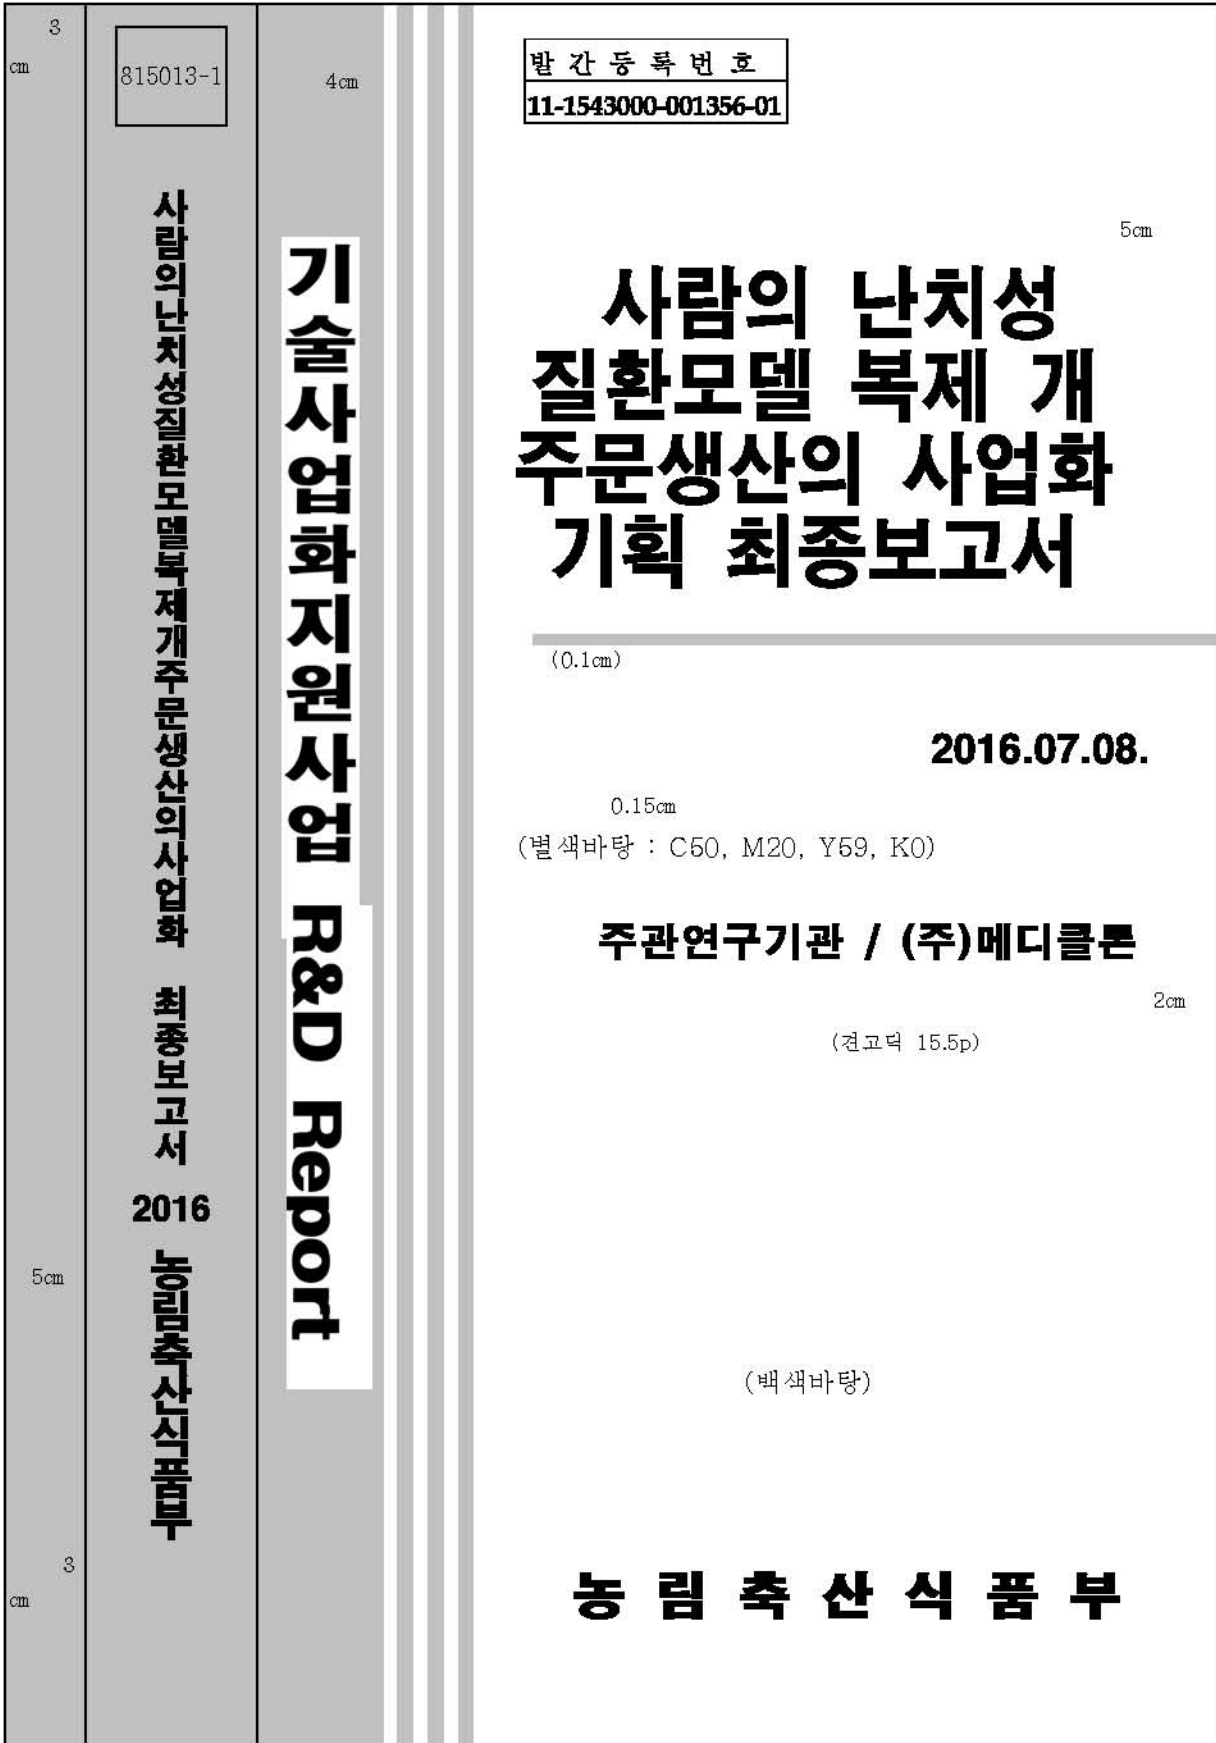 3
cm
815013-1
사람의난치성질환모델복제개주문생산의사업화 최종보고서
2016
농림축산식품부
5cm
3
cm
4cm
기술사업화지원사업 R&D Report
발간등록번호
11-1543000-001356-01
5cm
사람의 난치성
질환모델 복제 개
주문생산의 사업화
기획 최종보고서
(0.1cm)
2016.07.08.
0.15cm
(별색바탕 : C50, M20, Y59, K0)
주관연구기관 / (주)메디클론
2cm
(견고딕 15.5p)
(백색바탕)
농 림 축 산 식 품 부